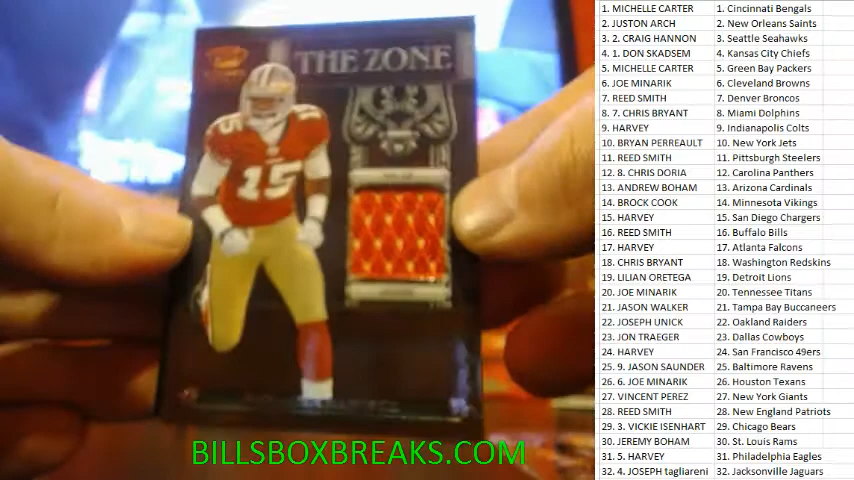 THE ZONE
15
15
BILLSBOXBREAKS.COM
1. MICHELLE CARTER 1. Cincinnati Bengals
2. JUSTON ARCH 2. New Orleans Saints
3. 2. CRAIG HANNON 3. Seattle Seahawks
4. 1. DON SKADSEM 4. Kansas City Chiefs
5. MICHELLE CARTER 5. Green Bay Packers
6. JOE MINARIK 6. Cleveland Browns
7. REED SMITH 7. Denver Broncos
8. 7. CHRIS BRYANT 8. Miami Dolphins
9. HARVEY 9. Indianapolis Colts
10. BRYAN PERREAULT 10. New York Jets
11. REED SMITH 11. Pittsburgh Steelers
12. 8. CHRIS DORIA 12. Carolina Panthers
13. ANDREW BOHAM 13. Arizona Cardinals
14. BROCK COOK 14. Minnesota Vikings
15. HARVEY 15. San Diego Chargers
16. REED SMITH 16. Buffalo Bills
17. HARVEY 17. Atlanta Falcons
18. CHRIS BRYANT 18. Washington Redskins
19. LILIAN ORETEGA 19. Detroit Lions
20. JOE MINARIK 20. Tennessee Titans
21. JASON WALKER 21. Tampa Bay Buccaneers
22. JOSEPH UNICK 22. Oakland Raiders
23. JON TRAEGER 23. Dallas Cowboys
24. HARVEY 24. San Francisco 49ers
25. 9. JASON SAUNDER 25. Baltimore Ravens
26. 6. JOE MINARIK 26. Houston Texans
27. VINCENT PEREZ 27. New York Giants
28. REED SMITH 28. New England Patriots
29. 3. VICKIE ISENHART 29. Chicago Bears
30. JEREMY BOHAM 30. St. Louis Rams
31. 5. HARVEY 31. Philadelphia Eagles
32. 4. JOSEPH tagliareni 32. Jacksonville Jaguars